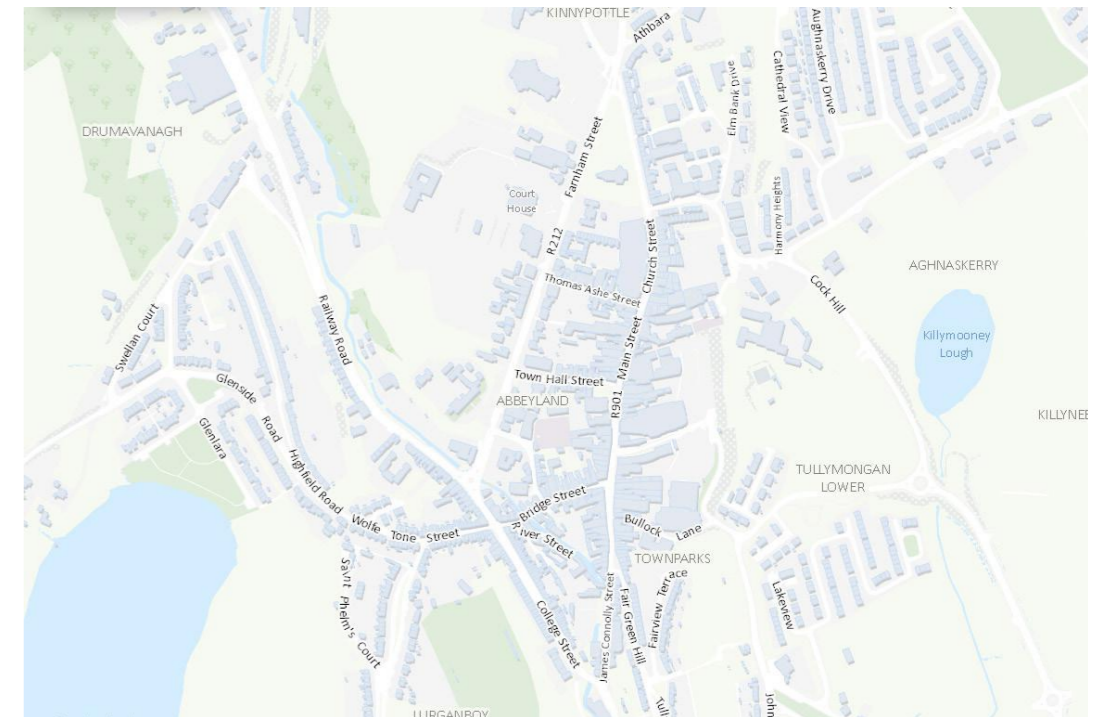 KINNYPOTTLE
Athbara
Aughnaskerry Drive
Cathedral View
Elm Bank Drive
DRUMAVANAGH
Farnham Street
Court
House
Harmony Heights
R212
Church Street
AGHNASKERRY
Thomas Ashe Street
Cock Hill
Swellan Court
Railway Road
Killymooney
Lough
Main Street
Town Hall Street
Glenside Road
ABBEYLAND
R901
KILLYNEE
Glenlara
Highfield Road
TULLYMONGAN
LOWER
Wolfe Tone Street
Bridge Street
River Street
Bullock Lane
TOWNPARKS
Saint Phelm's Court
College Street
James Connolly Street
Fair Green Hill
Fairview Terrace
Lakeview
LURGANBOY
Tull
John